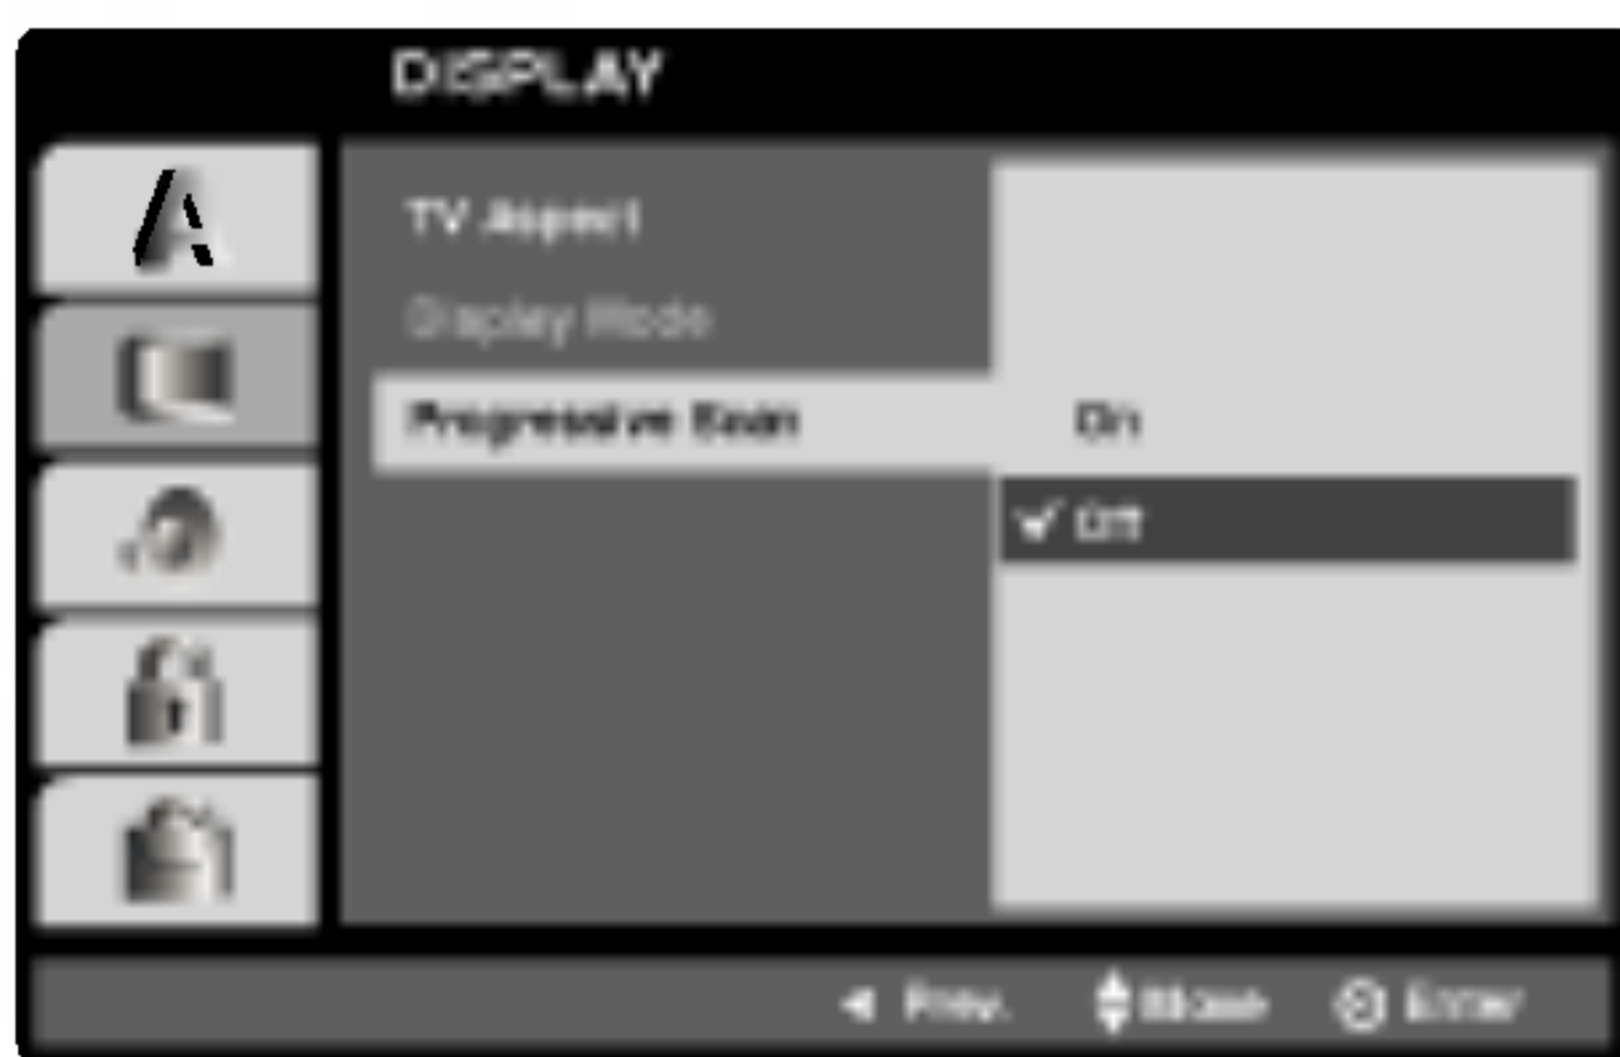 DISPLAY
A
TV Aspect
Display Mode
Progressive Scan
On
✔ Off
◀ Prev.
Move
Enter